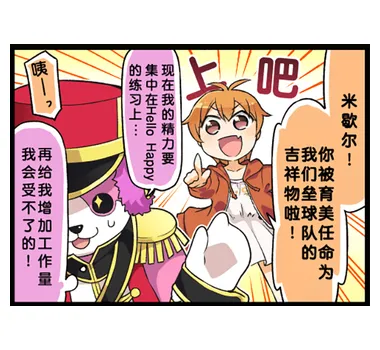 米歇尔！
你被育美任命为
我们垒球队的
吉祥物啦！
上吧
现在我的精力要
集中在Hello Happy
的练习上…
咦ーっ
再给我增加工作量
我会受不了的！